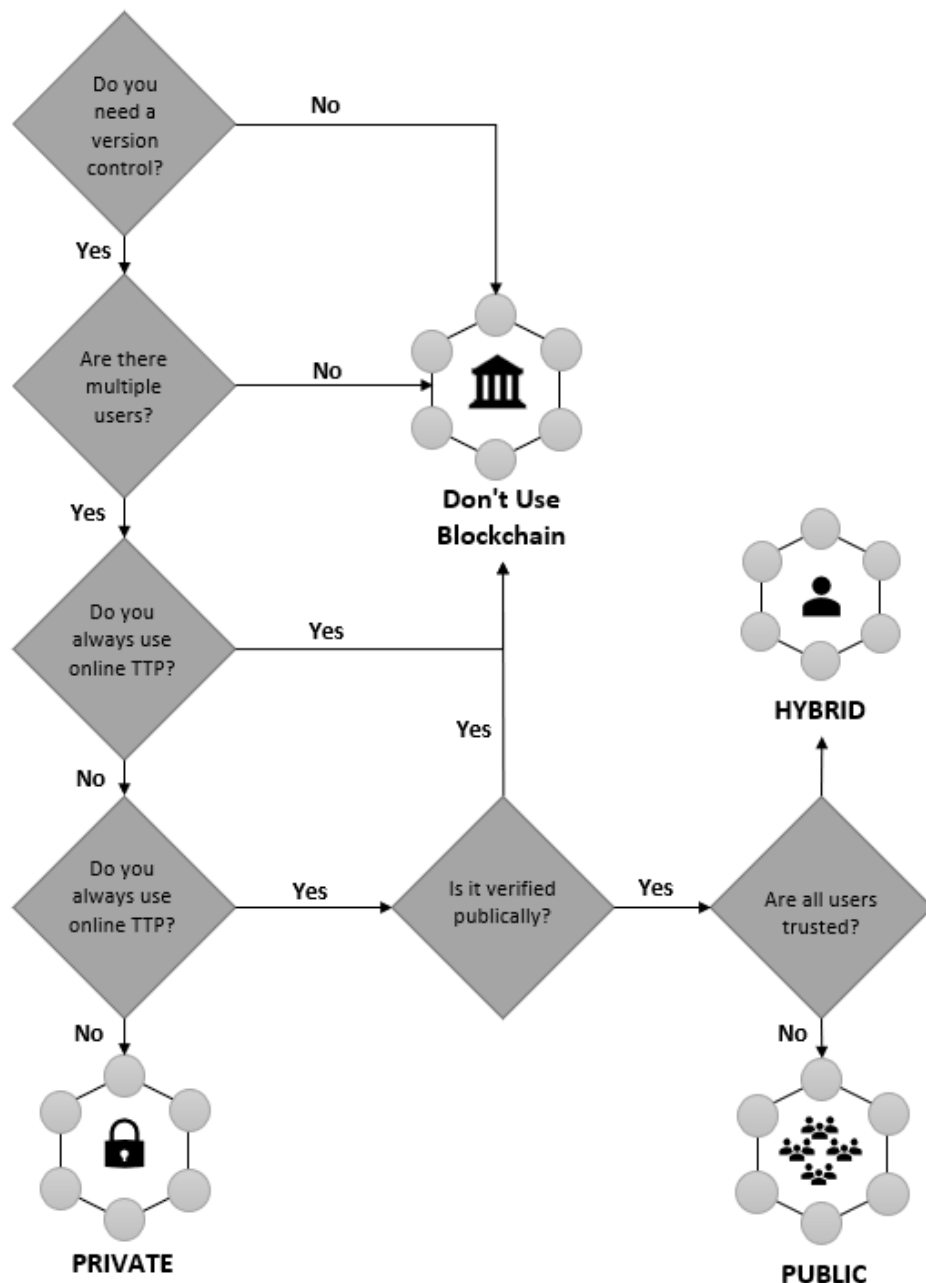 Do you
need a
version
control?
No
Yes
Are there
multiple
users?
No
Don't Use
Blockchain
Yes
Do you
always use
online TTP?
Yes
HYBRID
Yes
No
Do you
always use
online TTP?
Yes
Is it verified
publically?
Yes
Are all users
trusted?
No
No
PRIVATE
PUBLIC